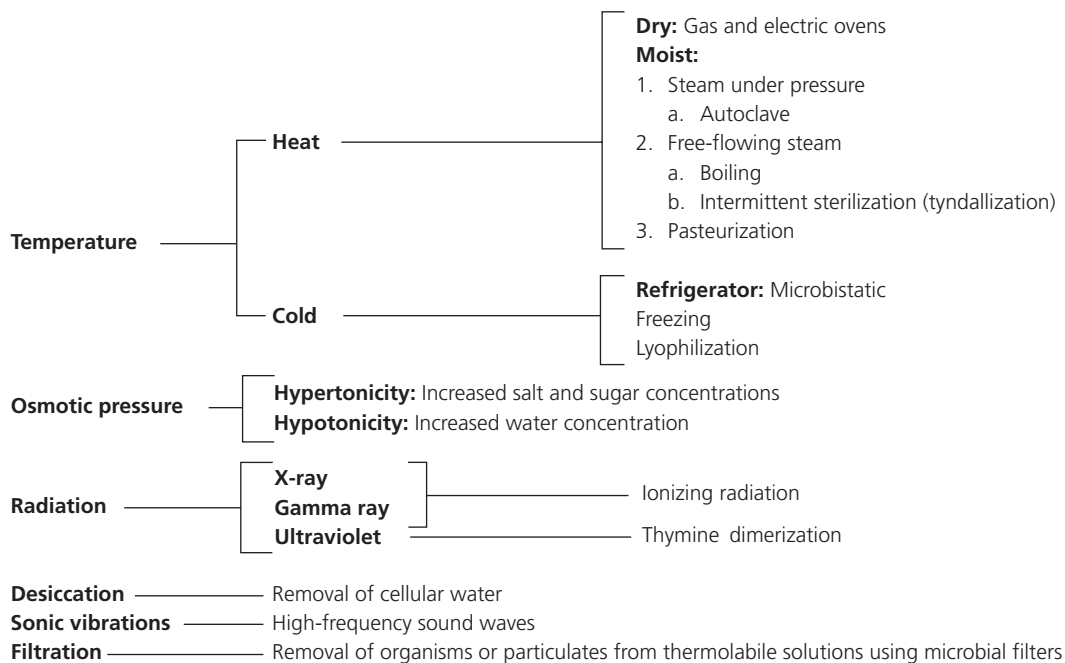 Dry: Gas and electric ovens
Moist:
1. Steam under pressure
a. Autoclave
Heat
2. Free-flowing steam
a. Boiling
b. Intermittent sterilization (tyndallization)
3. Pasteurization
Temperature
Refrigerator: Microbistatic
Cold
Freezing
Lyophilization
Osmotic pressure
Hypertonicity: Increased salt and sugar concentrations
Hypotonicity: Increased water concentration
Radiation
X-ray
Gamma ray
Ionizing radiation
Ultraviolet
Thymine dimerization
Desiccation Removal of cellular water
Sonic vibrations High-frequency sound waves
Filtration Removal of organisms or particulates from thermolabile solutions using microbial filters